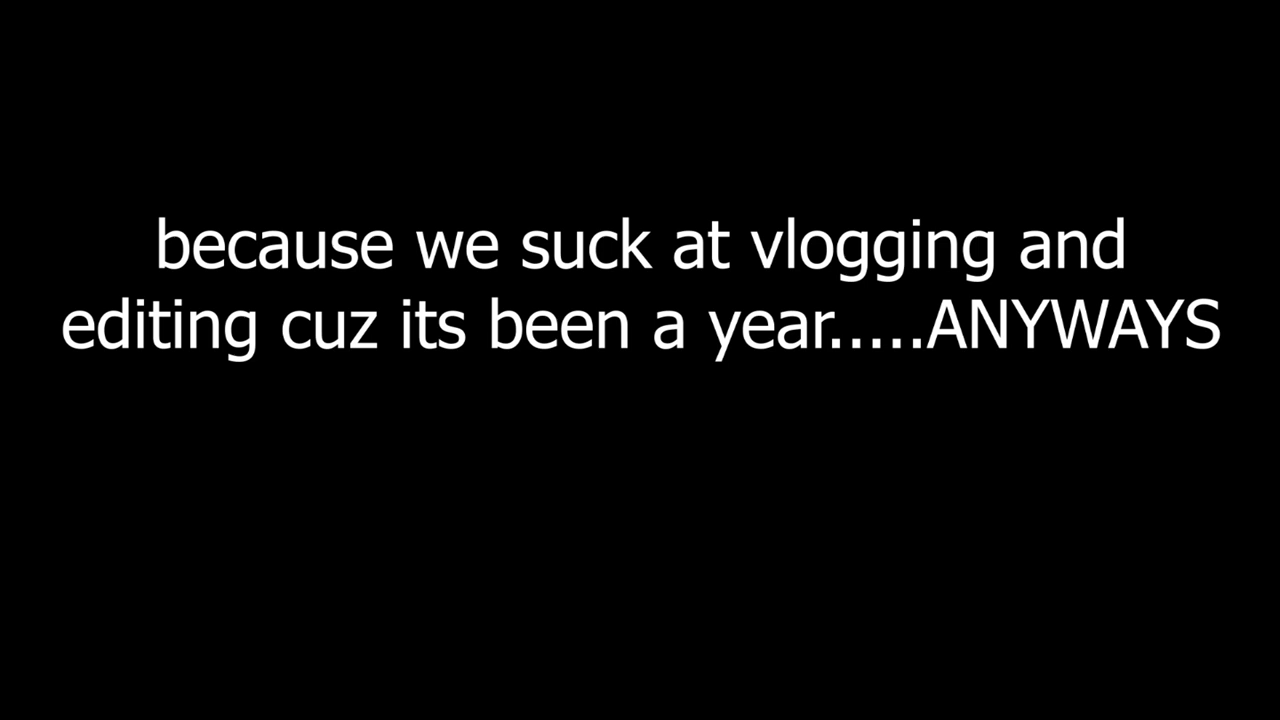 because we suck at vlogging and
editing cuz its been a year.....ANYWAYS